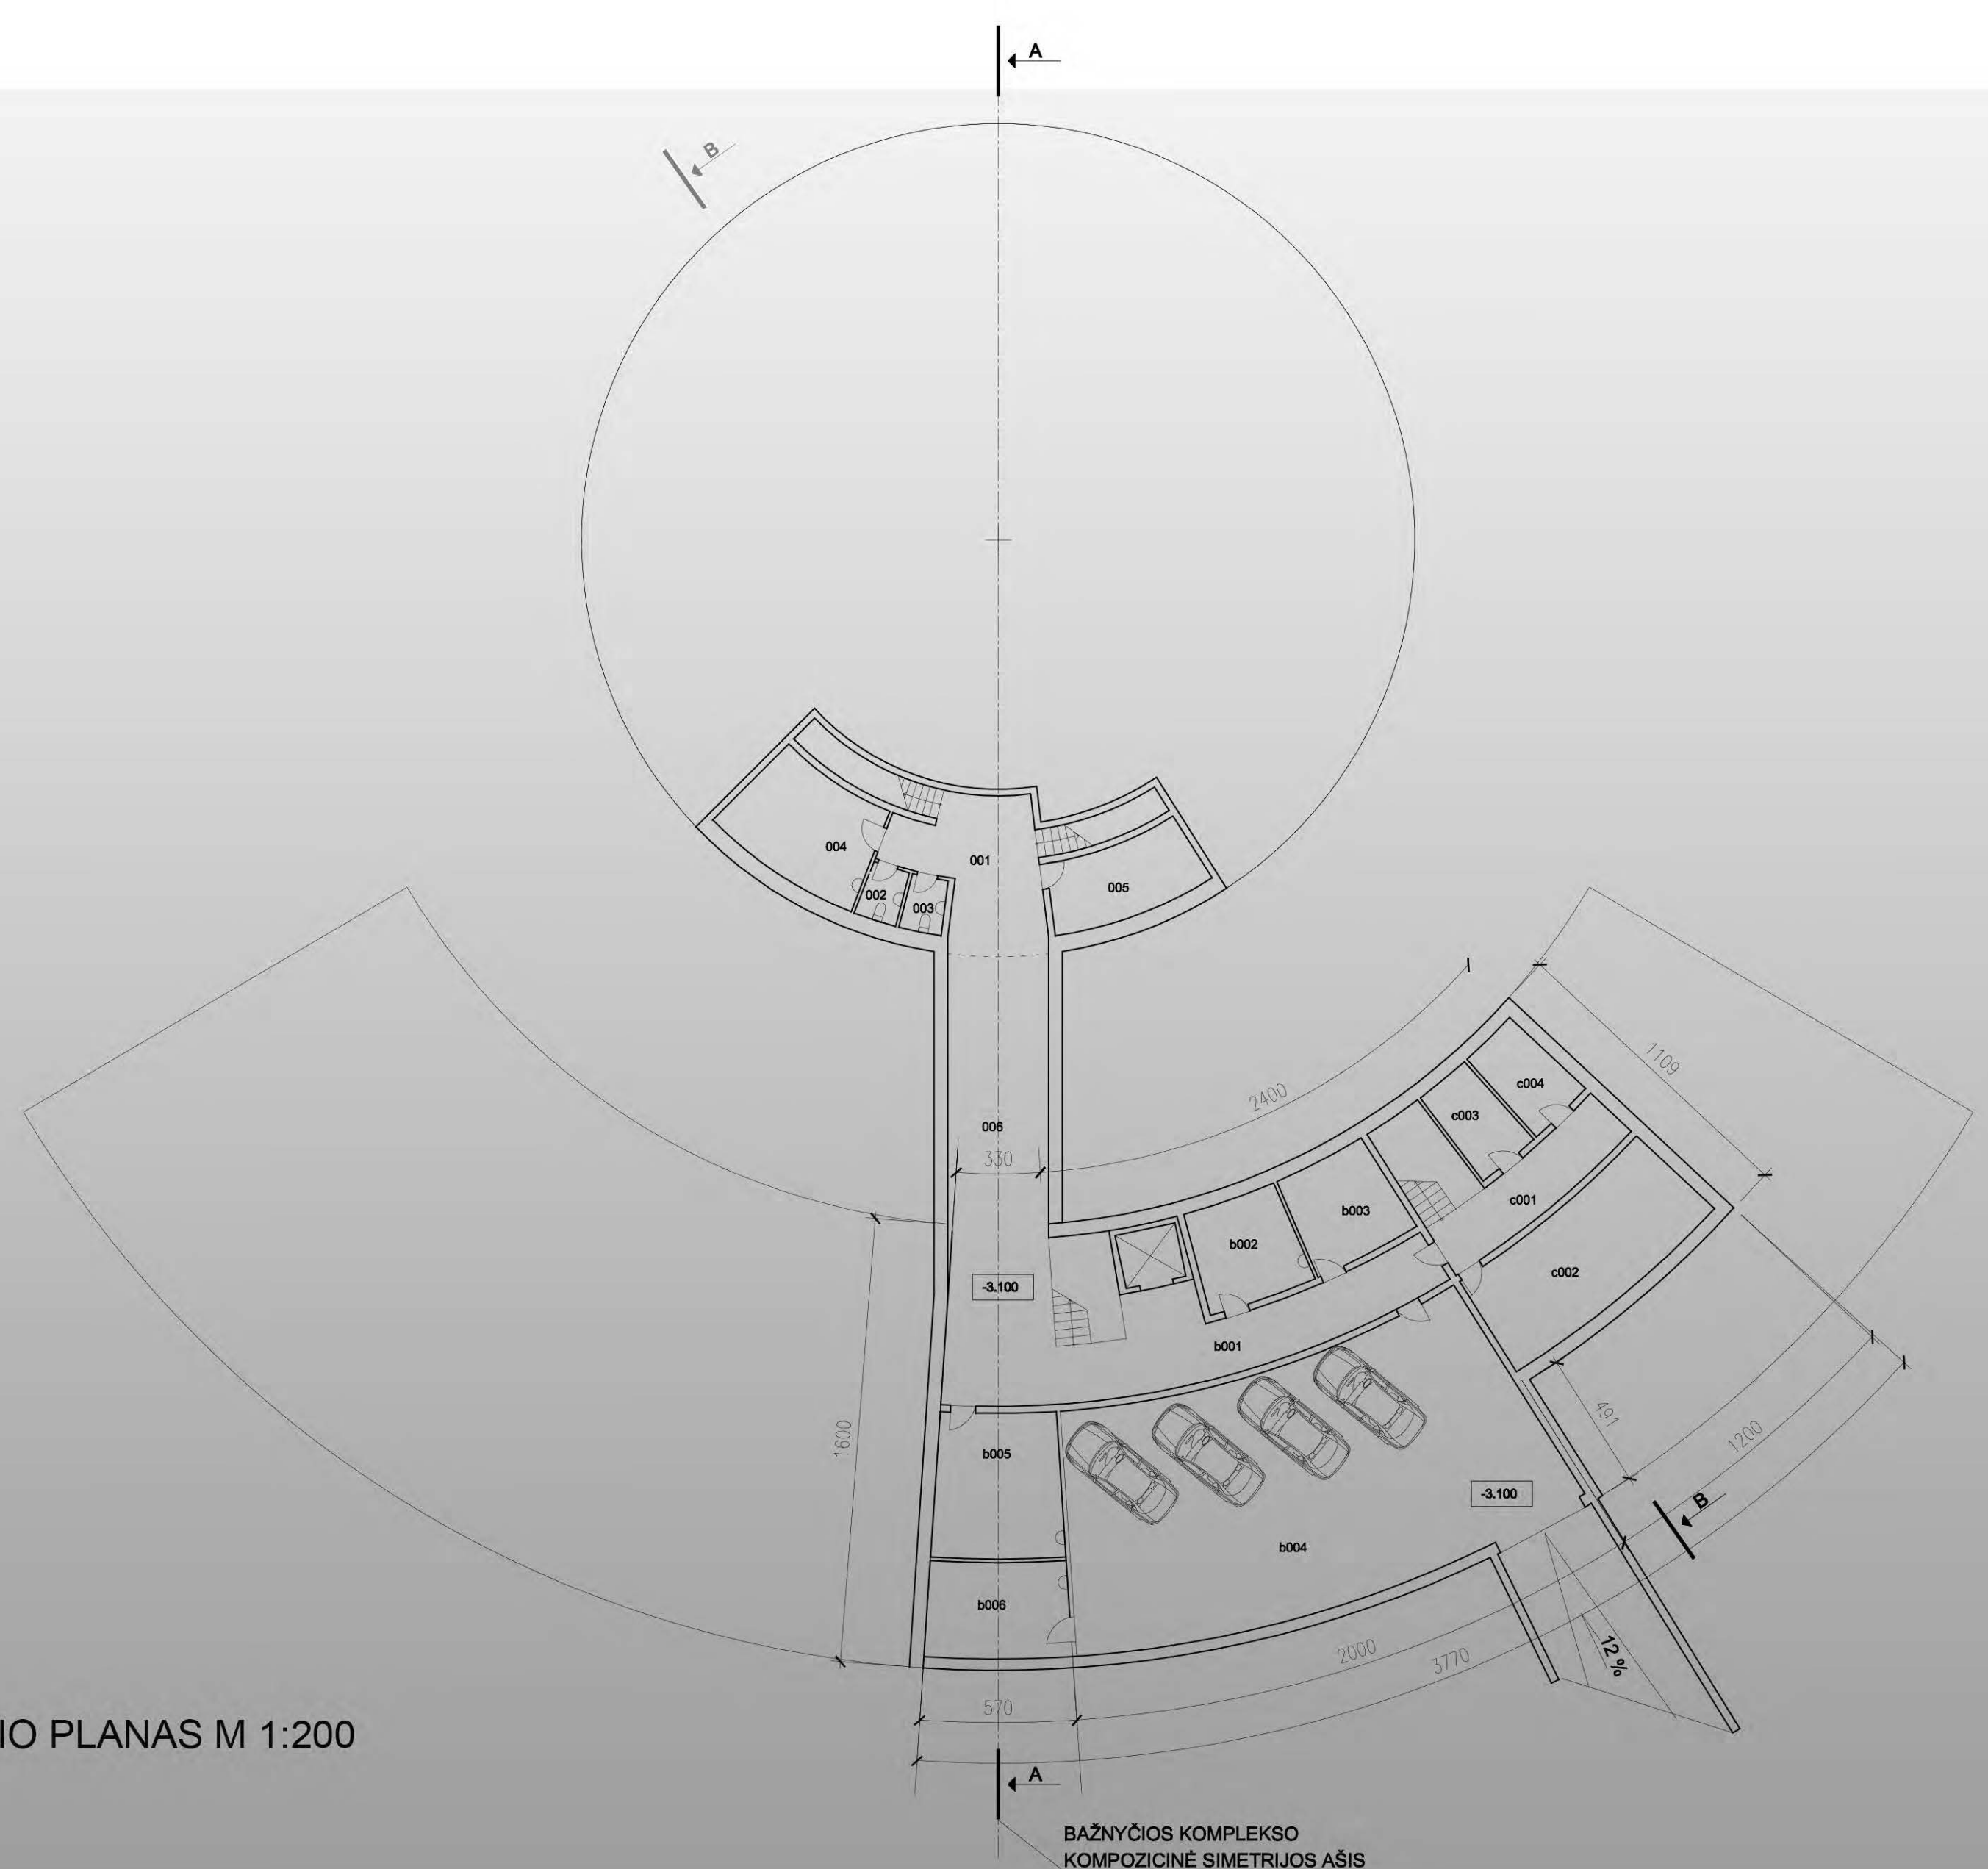 A
B
004
001
002
003
005
006
330
2400
1109
c004
c003
c001
b003
b002
c002
-3.100
b001
1600
491
1200
b005
b004
-3.100
B
b006
12%
2000
3770
570
IO PLANAS M 1:200
A
BAŽNYČIOS KOMPLEKSO
KOMPOZICINĖ SIMETRIJOS AŠIS